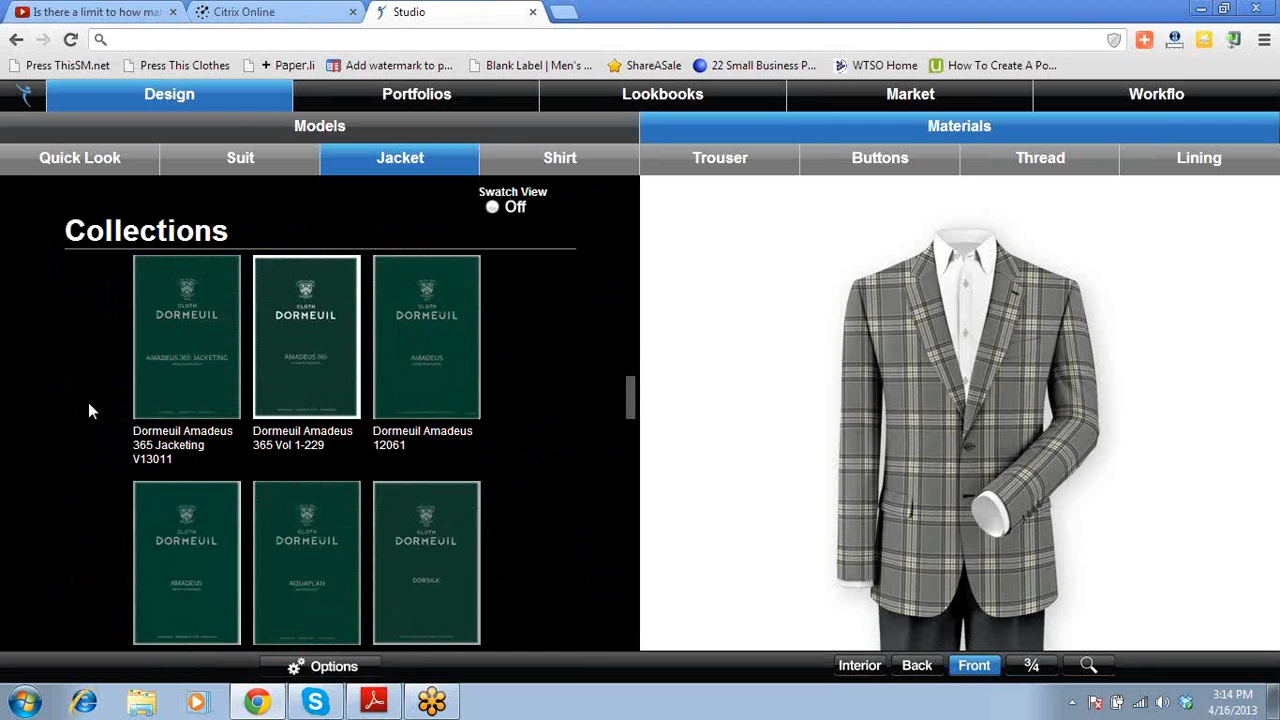 Is there a limit to how ma
Citrix Online
Studio
Press ThisSM.net
Press This Clothes
+ Paper.li
Add watermark to p...
Blank Label | Men's ...
ShareASale
22 Small Business P...
WTSO Home
How To Create A Po...
Design
Portfolios
Lookbooks
Market
Workflo
Models
Materials
Quick Look
Suit
Jacket
Shirt
Trouser
Buttons
Thread
Lining
Swatch View
Off
Collections
CLOTH
DORMEUIL
AMADEUS 365 JACKETING
CLOTH
DORMEUIL
AMADEUS 365
CLOTH
DORMEUIL
AMADEUS
Dormeuil Amadeus
365 Jacketing
V13011
Dormeuil Amadeus
365 Vol 1-229
Dormeuil Amadeus
12061
CLOTH
DORMEUIL
AMADEUS
CLOTH
DORMEUIL
AQUAPLAN
CLOTH
DORMEUIL
DORSILK
Options
Interior
Back
Front
¾
3:14 PM
4/16/2013